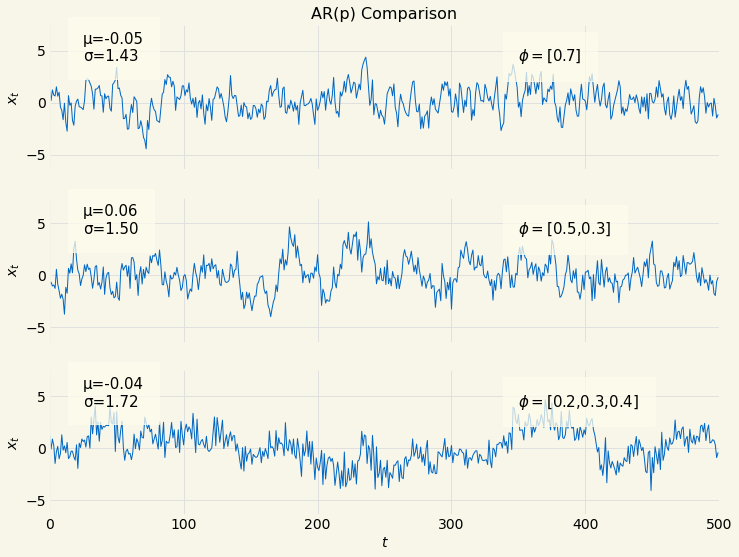 AR(p) Comparison
μ=-0.05
σ=1.43
ϕ = [0.7]
5
0
−5
x_t
μ=0.06
σ=1.50
ϕ = [0.5,0.3]
5
0
−5
x_t
μ=-0.04
σ=1.72
ϕ = [0.2,0.3,0.4]
5
0
−5
x_t
0 100 200 300 400 500
t